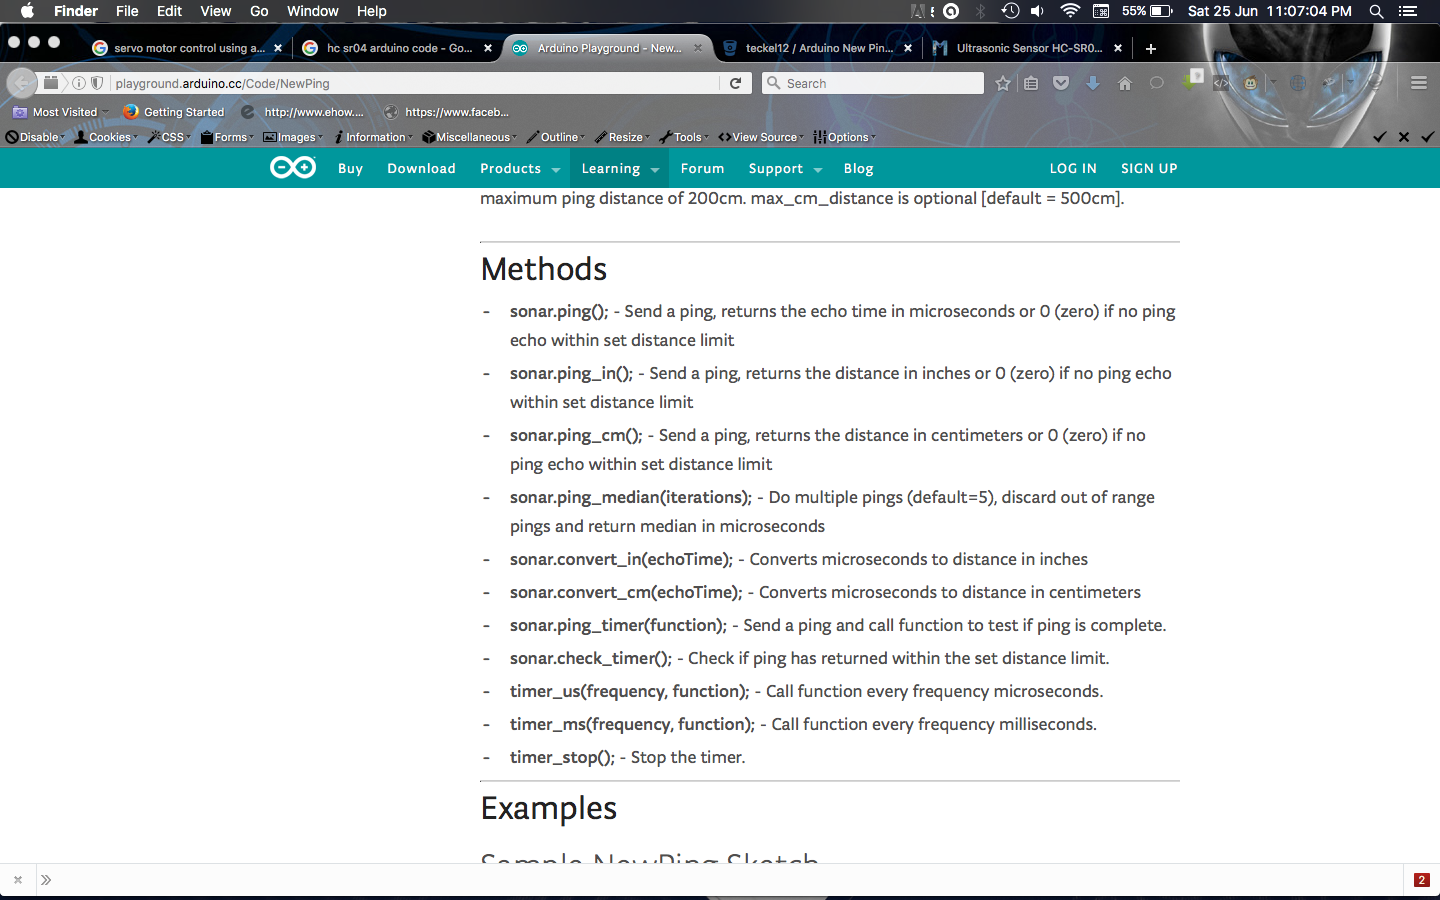 Finder File Edit View Go Window Help 55% Sat 25 Jun 11:07:04 PM
servo motor control using a... hc sr04 arduino code - Go... Arduino Playground - New... teckel12 / Arduino New Pin... Ultrasonic Sensor HC-SR0...
playground.arduino.cc/Code/NewPing Search
Most Visited Getting Started http://www.ehow.... https://www.faceb...
Disable Cookies CSS Forms Images Information Miscellaneous Outline Resize Tools View Source Options
Buy Download Products Learning Forum Support Blog LOG IN SIGN UP
maximum ping distance of 200cm. max_cm_distance is optional [default = 500cm].
Methods
- sonar.ping(); - Send a ping, returns the echo time in microseconds or 0 (zero) if no ping
echo within set distance limit
- sonar.ping_in(); - Send a ping, returns the distance in inches or 0 (zero) if no ping echo
within set distance limit
- sonar.ping_cm(); - Send a ping, returns the distance in centimeters or 0 (zero) if no
ping echo within set distance limit
- sonar.ping_median(iterations); - Do multiple pings (default=5), discard out of range
pings and return median in microseconds
- sonar.convert_in(echoTime); - Converts microseconds to distance in inches
- sonar.convert_cm(echoTime); - Converts microseconds to distance in centimeters
- sonar.ping_timer(function); - Send a ping and call function to test if ping is complete.
- sonar.check_timer(); - Check if ping has returned within the set distance limit.
- timer_us(frequency, function); - Call function every frequency microseconds.
- timer_ms(frequency, function); - Call function every frequency milliseconds.
- timer_stop(); - Stop the timer.
Examples
Sample NewPing Sketch
2